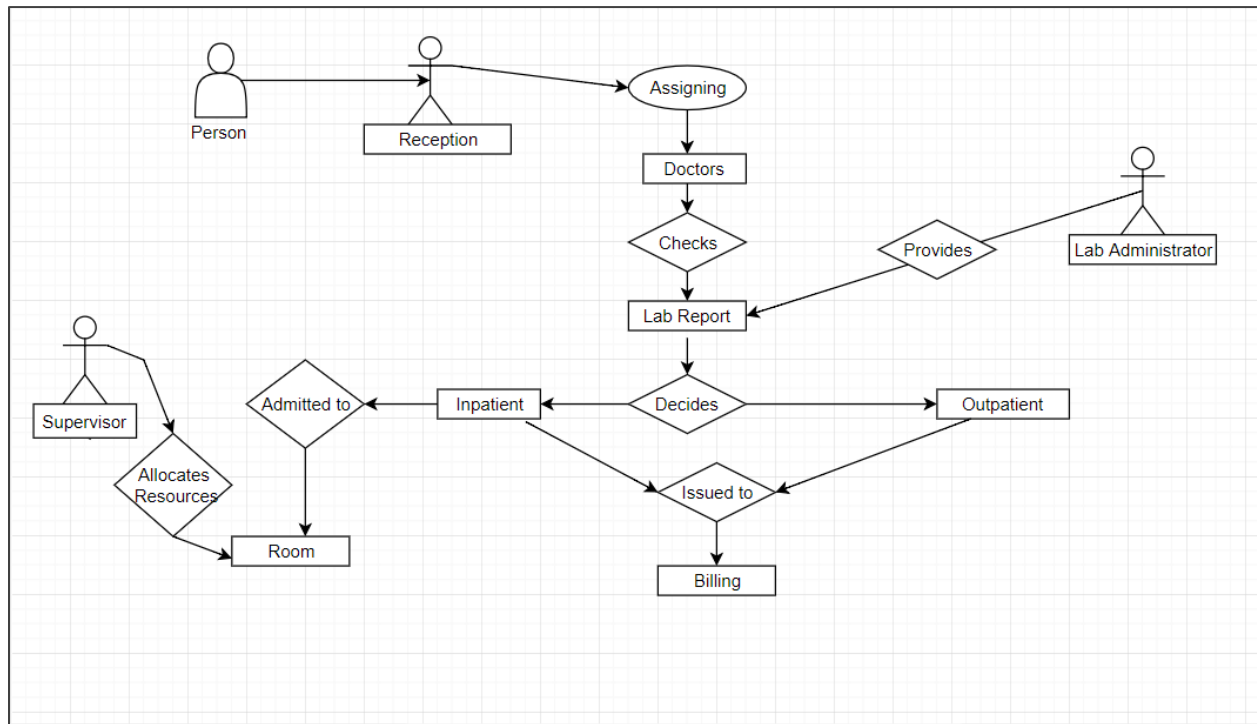 Person
Reception
Assigning
Doctors
Checks
Provides
Lab Administrator
Lab Report
Supervisor
Admitted to
Inpatient
Decides
Outpatient
Allocates
Resources
Issued to
Room
Billing